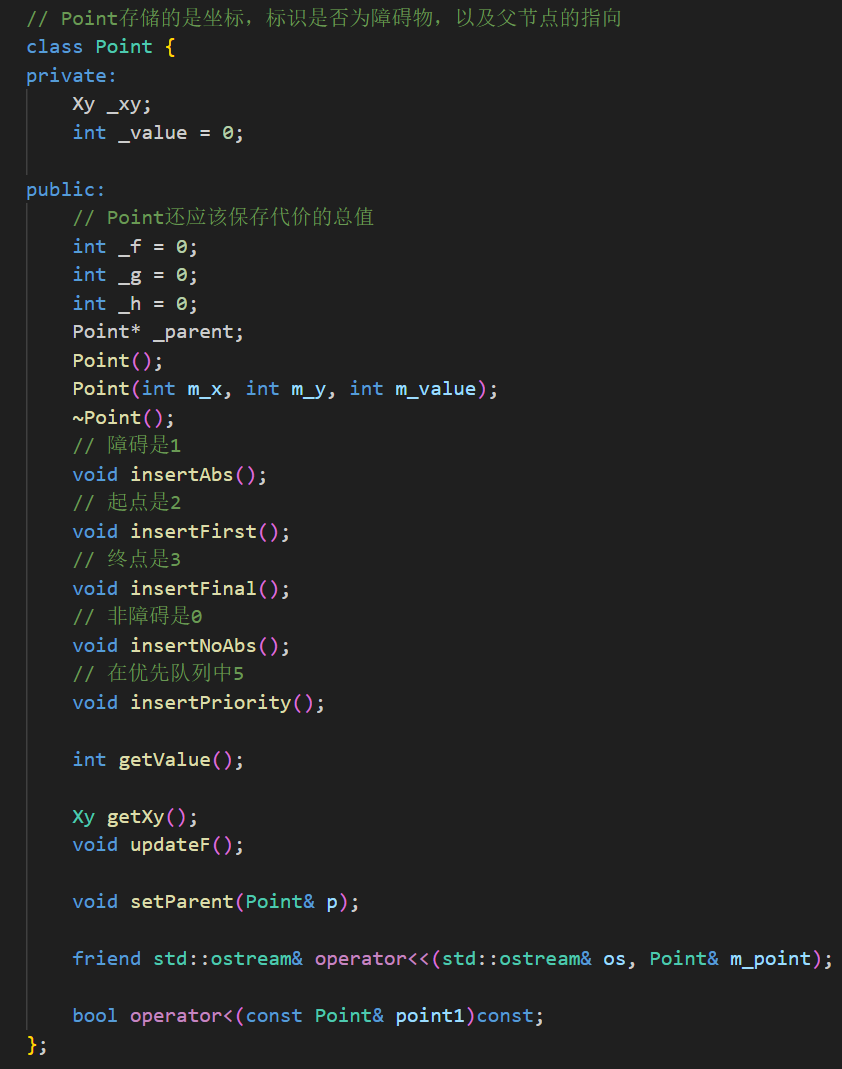 // Point存储的是坐标，标识是否为障碍物，以及父节点的指向
class Point {
private:
    Xy _xy;
    int _value = 0;

public:
    // Point还应该保存代价的总值
    int _f = 0;
    int _g = 0;
    int _h = 0;
    Point* _parent;
    Point();
    Point(int m_x, int m_y, int m_value);
    ~Point();
    // 障碍是1
    void insertAbs();
    // 起点是2
    void insertFirst();
    // 终点是3
    void insertFinal();
    // 非障碍是0
    void insertNoAbs();
    // 在优先队列中5
    void insertPriority();

    int getValue();

    Xy getXy();
    void updateF();

    void setParent(Point& p);

    friend std::ostream& operator<<(std::ostream& os, Point& m_point);

    bool operator<(const Point& point1)const;
};